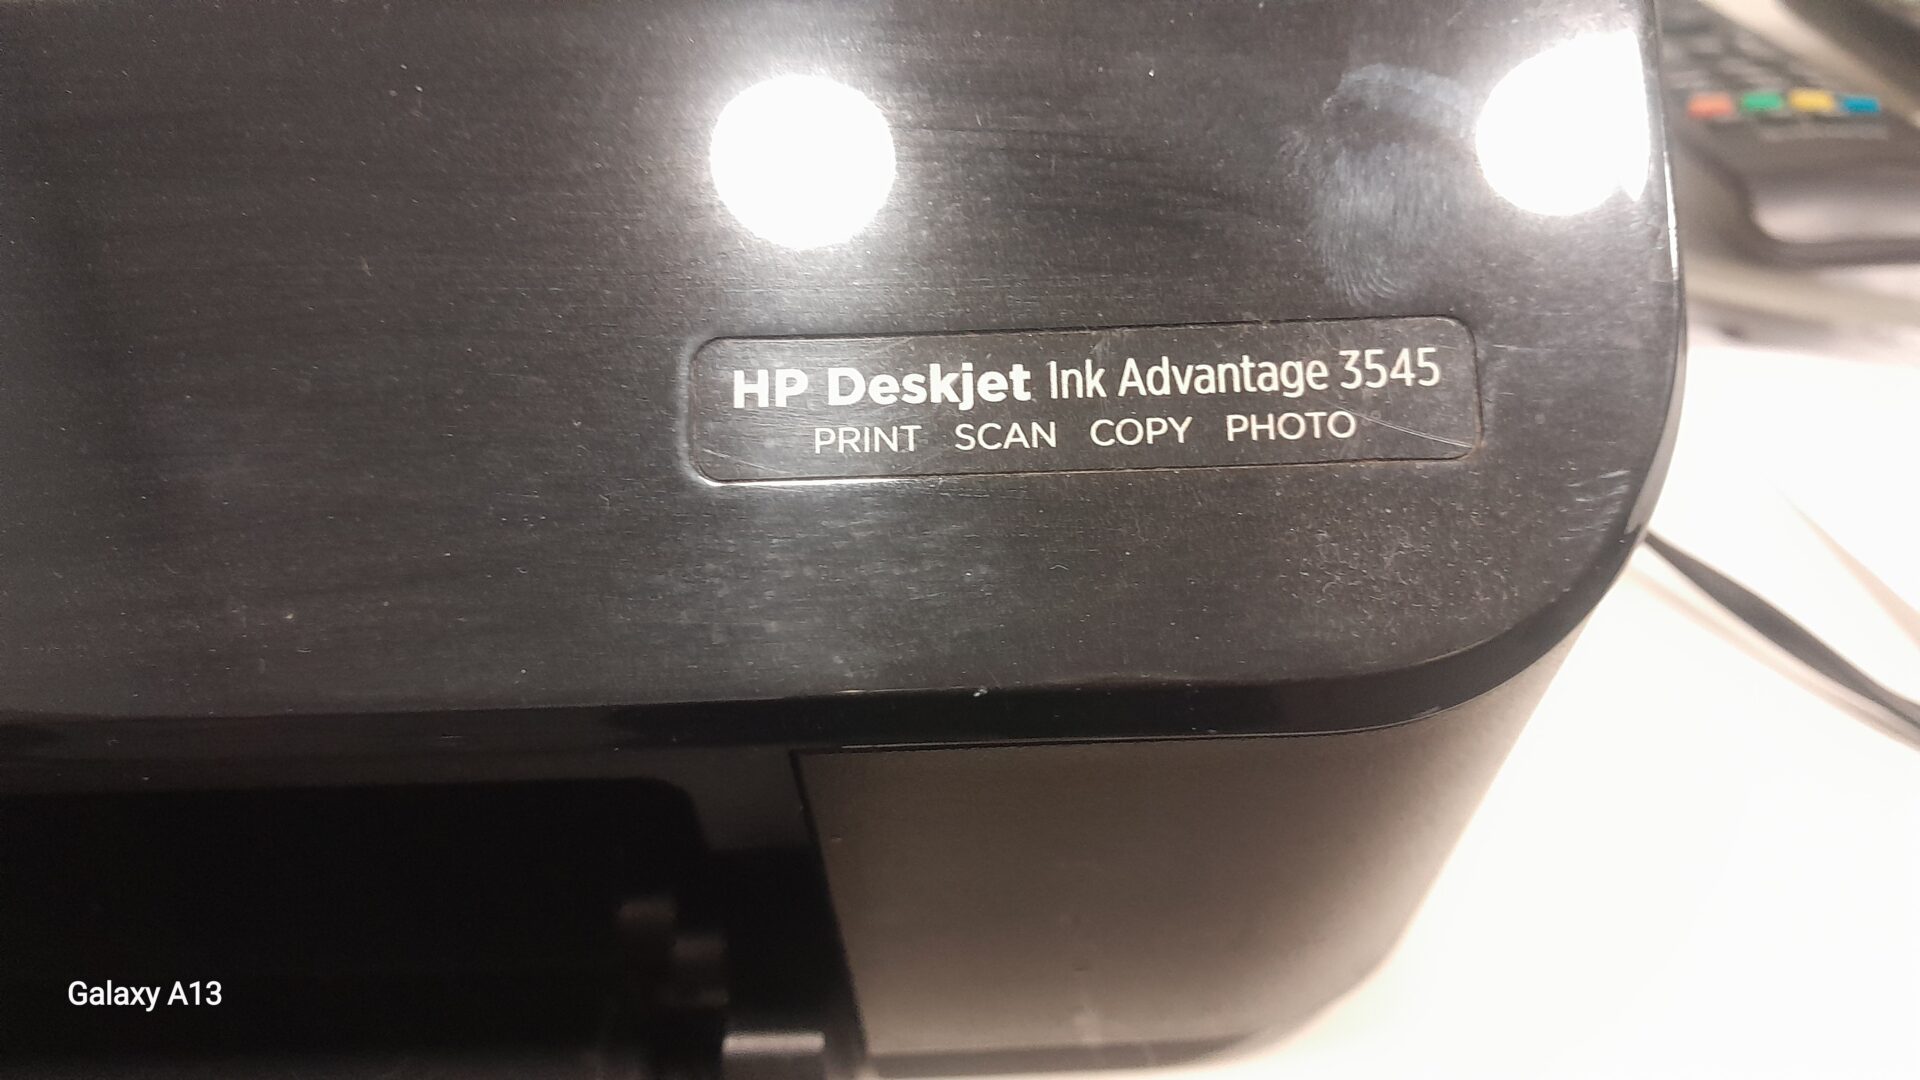 HP Deskjet Ink Advantage 3545
PRINT SCAN COPY PHOTO
Galaxy A13